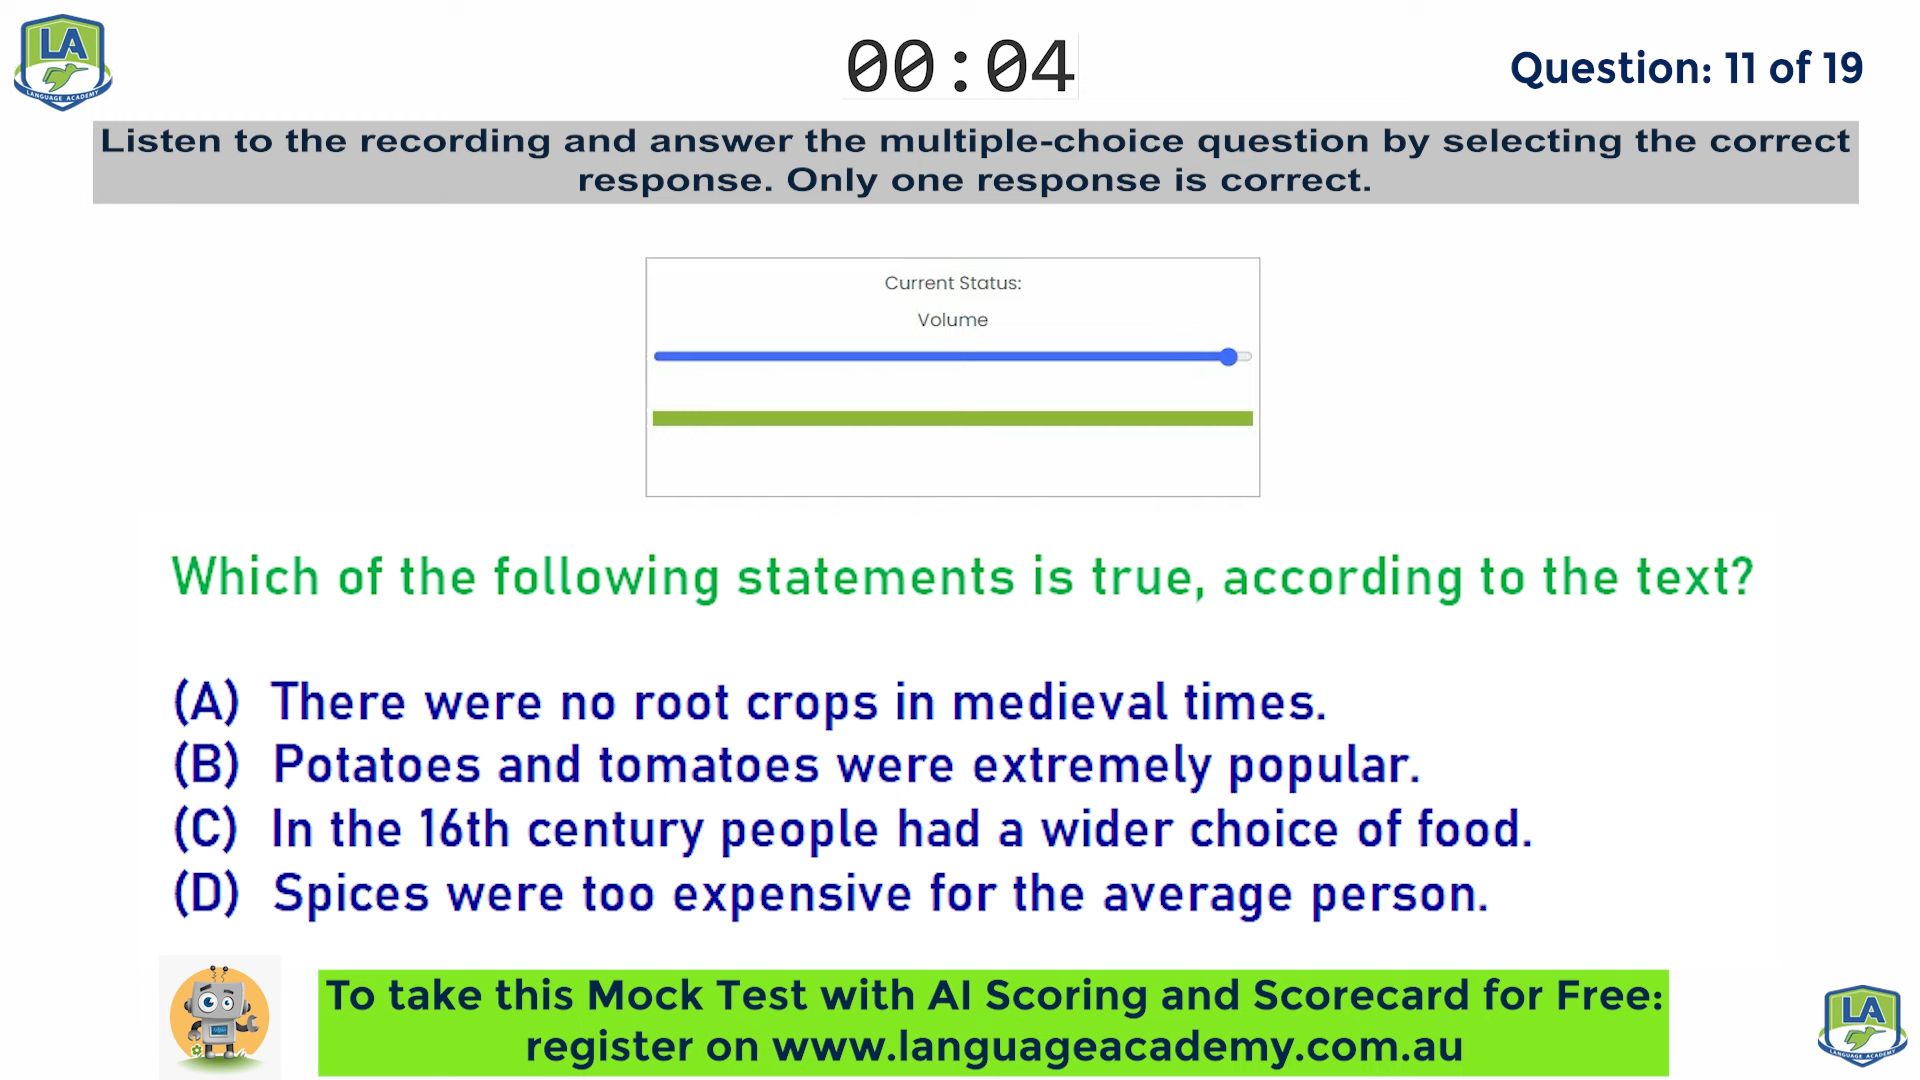 LA
LANGUAGE ACADEMY
00:04
Question: 11 of 19
Listen to the recording and answer the multiple-choice question by selecting the correct
response. Only one response is correct.
Current Status:
Volume
Which of the following statements is true, according to the text?
(A) There were no root crops in medieval times.
(B) Potatoes and tomatoes were extremely popular.
(C) In the 16th century people had a wider choice of food.
(D) Spices were too expensive for the average person.
To take this Mock Test with AI Scoring and Scorecard for Free:
register on www.languageacademy.com.au
LA
LANGUAGE ACADEMY